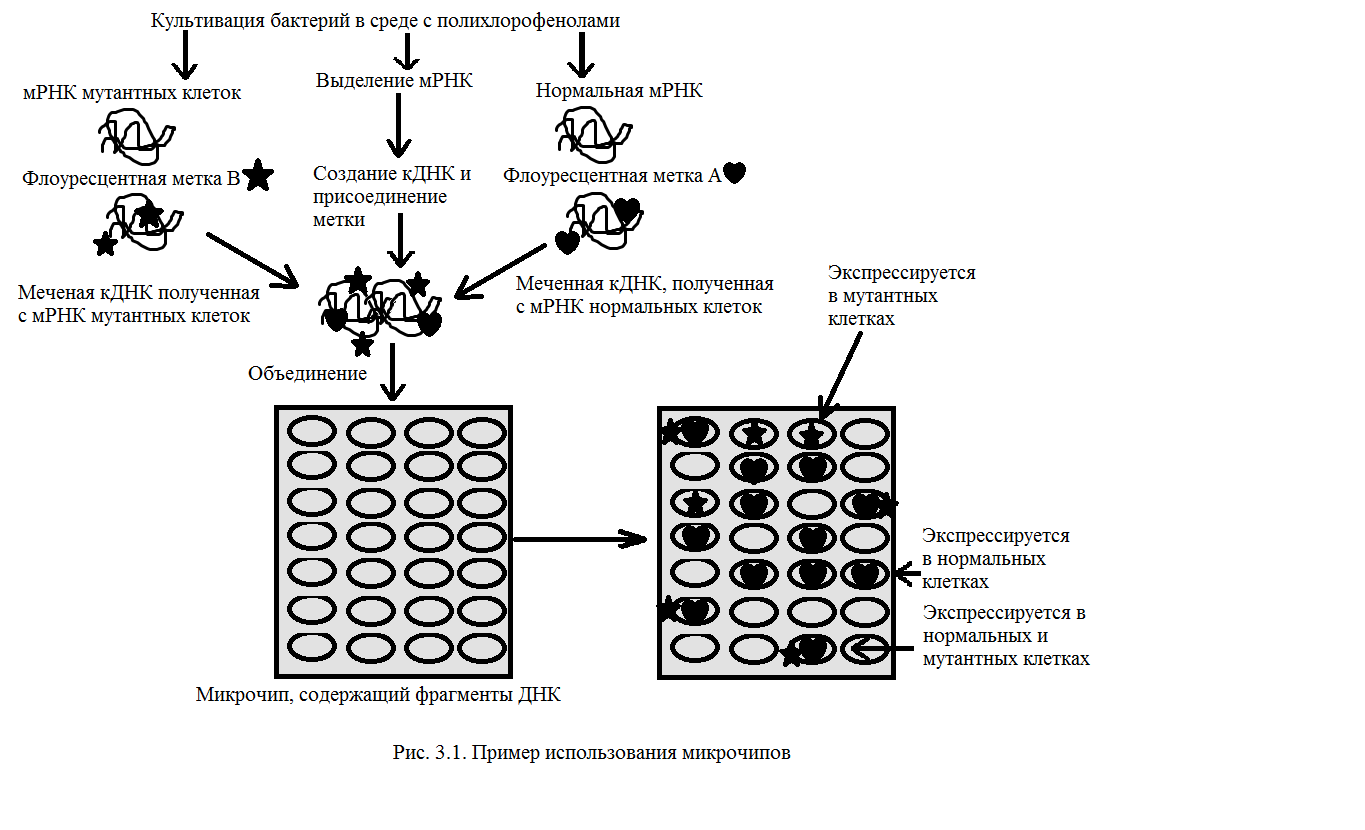 Культивация бактерий в среде с полихлорофенолами
мРНК мутантных клеток
Выделение мРНК
Нормальная мРНК
Флоуресцентная метка В
Создание кДНК и
присоединение
метки
Флоуресцентная метка А
Меченая кДНК полученная
с мРНК мутантных клеток
Меченная кДНК, полученная
с мРНК нормальных клеток
Экспрессируется
в мутантных
клетках
Объединение
Экспрессируется
в нормальных
клетках
Экспрессируется в
нормальных и
мутантных клетках
Микрочип, содержащий фрагменты ДНК
Рис. 3.1. Пример использования микрочипов